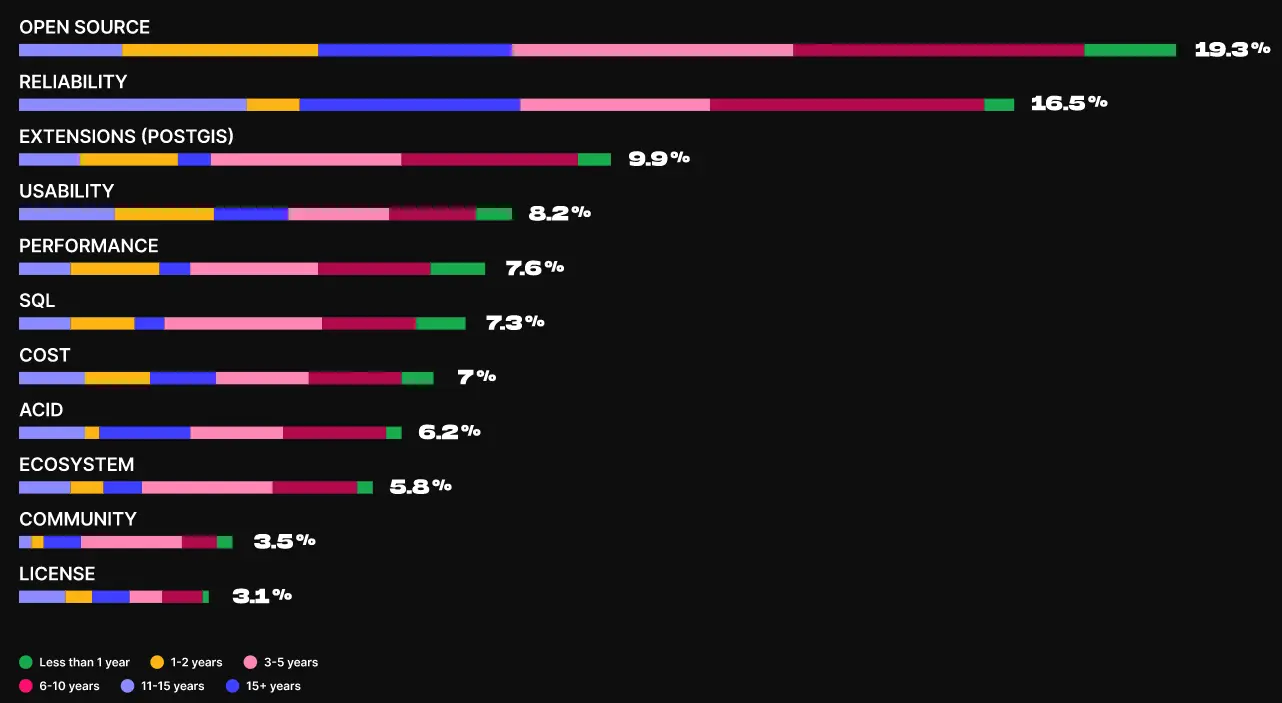 OPEN SOURCE
19.3%
RELIABILITY
16.5%
EXTENSIONS (POSTGIS)
9.9%
USABILITY
8.2%
PERFORMANCE
7.6%
SQL
7.3%
COST
7%
ACID
6.2%
ECOSYSTEM
5.8%
COMMUNITY
3.5%
LICENSE
3.1%
Less than 1 year 1-2 years 3-5 years
6-10 years 11-15 years 15+ years